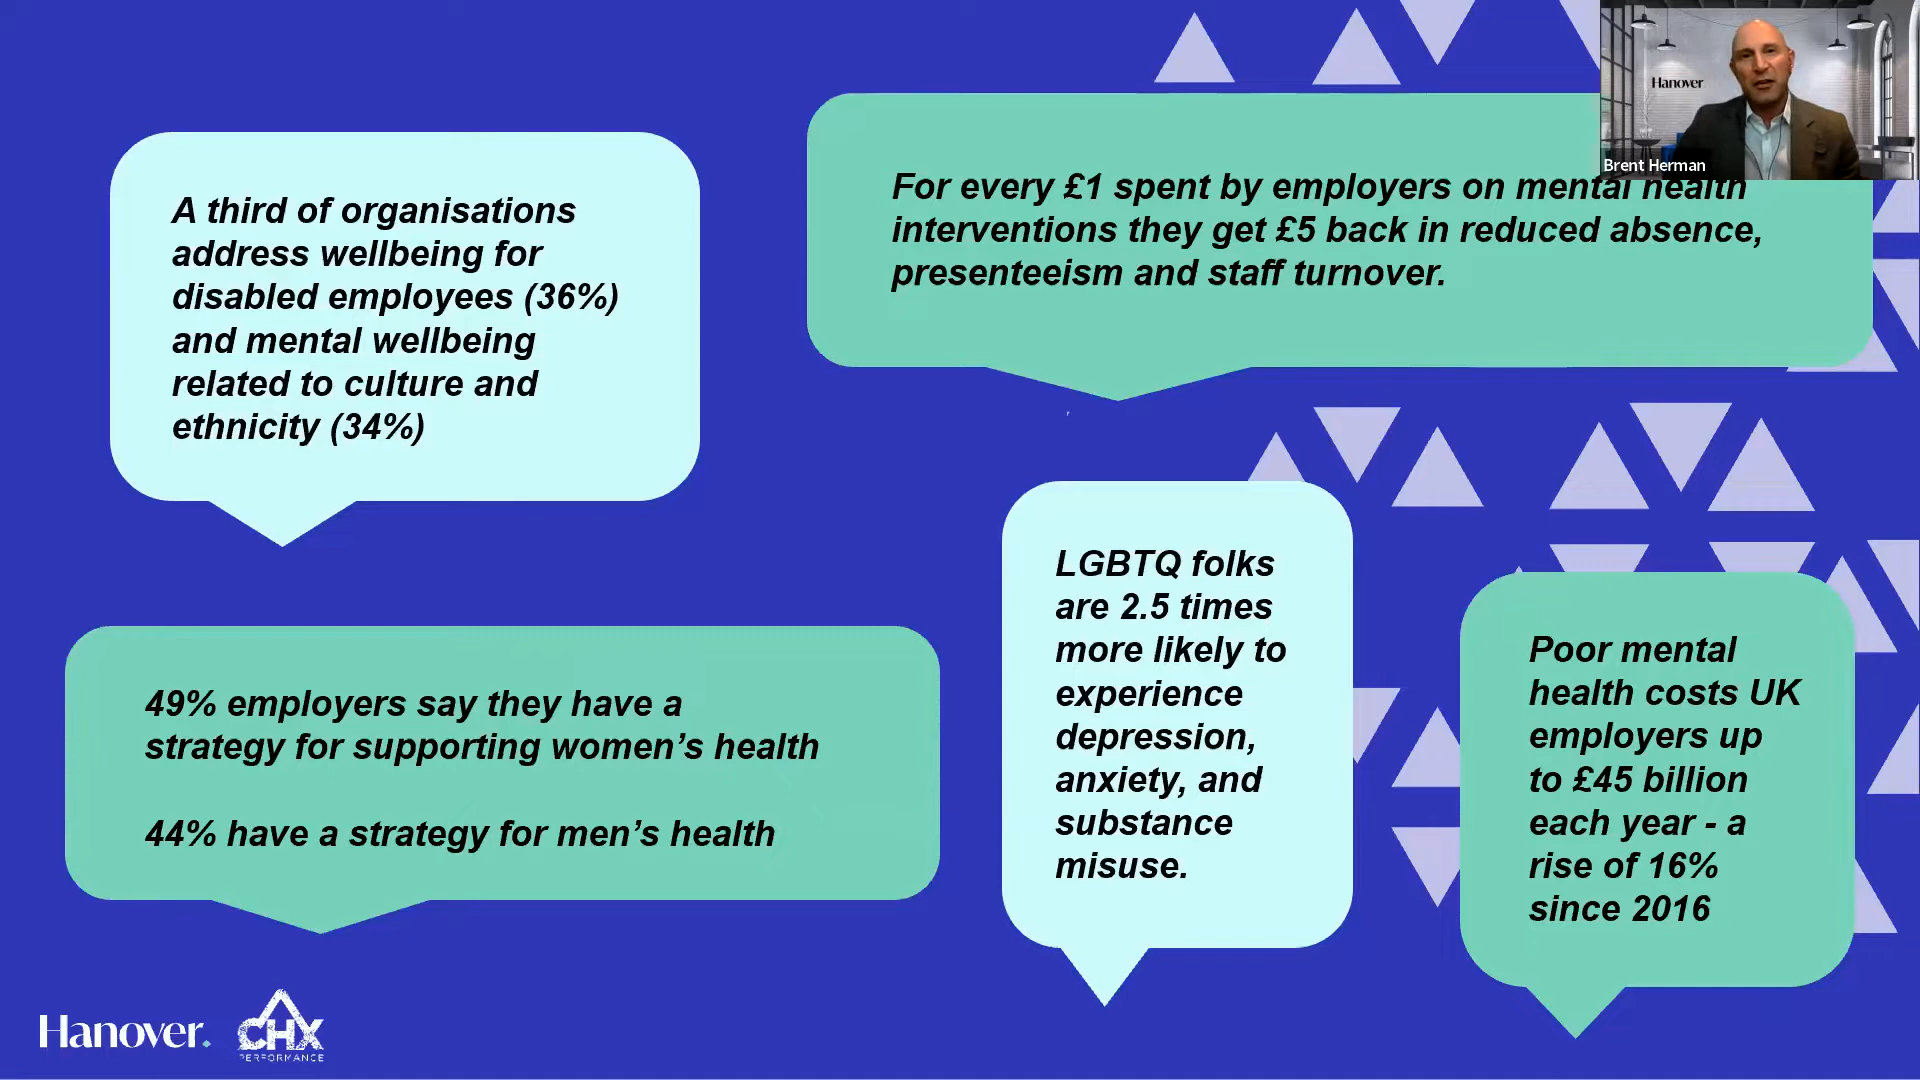 Hanover
Brent Herman
A third of organisations
address wellbeing for
disabled employees (36%)
and mental wellbeing
related to culture and
ethnicity (34%)
For every £1 spent by employers on mental health
interventions they get £5 back in reduced absence,
presenteeism and staff turnover.
49% employers say they have a
strategy for supporting women’s health
44% have a strategy for men’s health
LGBTQ folks
are 2.5 times
more likely to
experience
depression,
anxiety, and
substance
misuse.
Poor mental
health costs UK
employers up
to £45 billion
each year - a
rise of 16%
since 2016
Hanover.
CHX
PERFORMANCE